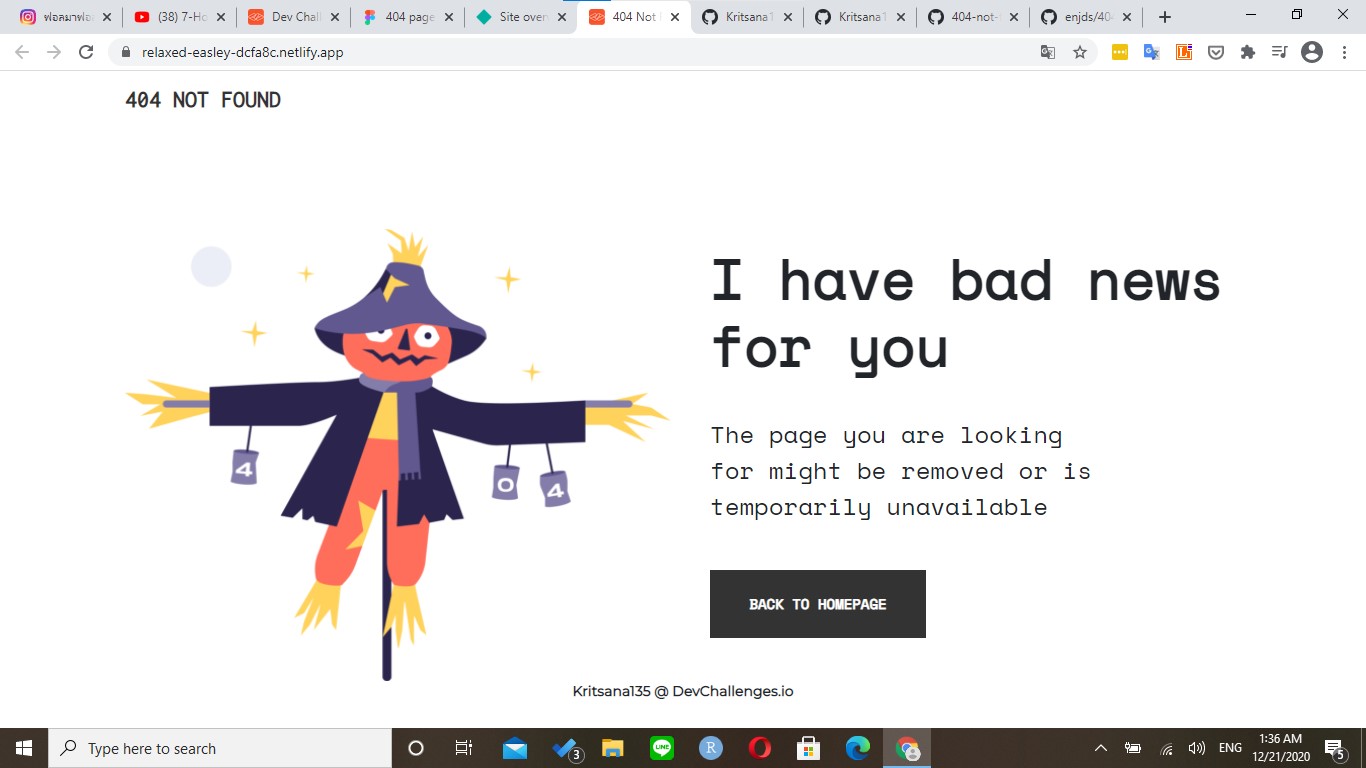 ฟอลมาฟอ
(38) 7-Ho
Dev Chall
404 page
Site over
404 Not
Kritsana1
Kritsana1
404-not-
enjds/404
relaxed-easley-dcfa8c.netlify.app
404 NOT FOUND
I have bad news
for you
4
0
4
The page you are looking
for might be removed or is
temporarily unavailable
BACK TO HOMEPAGE
Kritsana135 @ DevChallenges.io
Type here to search
3
LINE
R
ENG
1:36 AM
12/21/2020
5